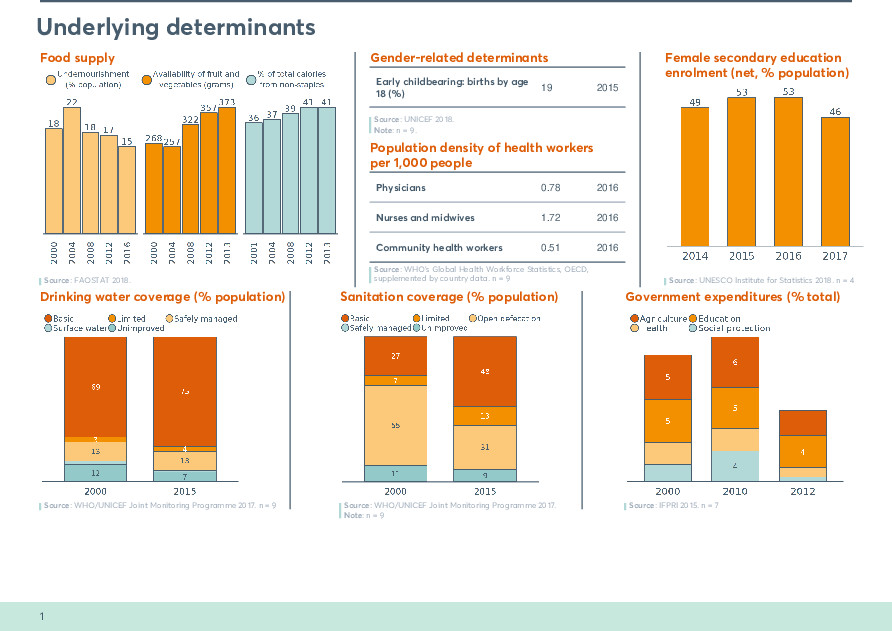 Underlying determinants
Food supply
Undernourishment (% population)
Availability of fruit and vegetables (grams)
% of total calories from non-staples
18 22 18 17 15
268 257 322 357 373
36 37 39 41 41
2000 2004 2008 2012 2016
2000 2004 2008 2012 2013
2001 2004 2008 2012 2013
Source: FAOSTAT 2018.
Gender-related determinants
Early childbearing: births by age 19 2015
18 (%)
Source: UNICEF 2018.
Note: n = 9.
Population density of health workers
per 1,000 people
Physicians 0.78 2016
Nurses and midwives 1.72 2016
Community health workers 0.51 2016
Source: WHO's Global Health Workforce Statistics, OECD,
supplemented by country data. n = 9
Female secondary education
enrolment (net, % population)
49 53 53 46
2014 2015 2016 2017
Source: UNESCO Institute for Statistics 2018. n = 4
Drinking water coverage (% population)
Basic Limited Safely managed
Surface water Unimproved
69 75
3 4
13 13
12 7
2000 2015
Source: WHO/UNICEF Joint Monitoring Programme 2017. n = 9
Sanitation coverage (% population)
Basic Limited Open defecation
Safely managed Unimproved
27 48
7 13
55 31
11 9
2000 2015
Source: WHO/UNICEF Joint Monitoring Programme 2017.
Note: n = 9
Government expenditures (% total)
Agriculture Education
Health Social protection
5 6
5 5 4
4
2000 2010 2012
Source: IFPRI 2015. n = 7
1